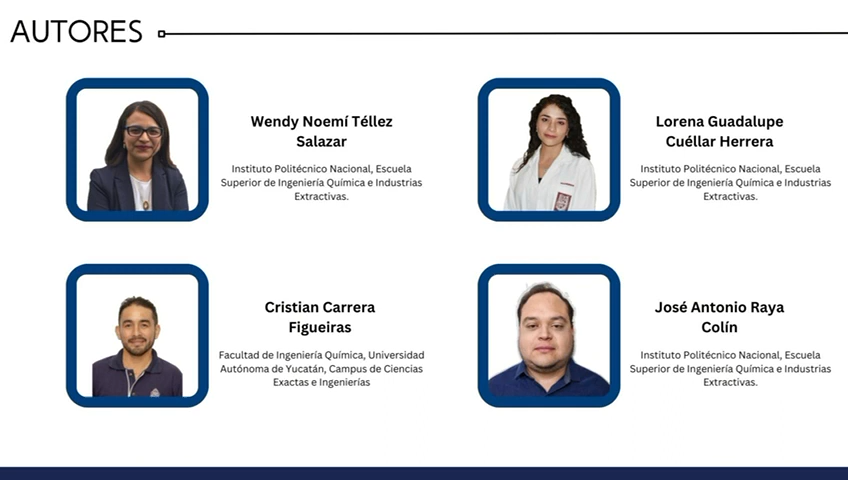 AUTORES
Wendy Noemí Téllez
Salazar
Instituto Politécnico Nacional, Escuela
Superior de Ingeniería Química e Industrias
Extractivas.
Lorena Guadalupe
Cuéllar Herrera
Instituto Politécnico Nacional, Escuela
Superior de Ingeniería Química e Industrias
Extractivas.
Cristian Carrera
Figueiras
Facultad de Ingeniería Química, Universidad
Autónoma de Yucatán, Campus de Ciencias
Exactas e Ingenierías
José Antonio Raya
Colín
Instituto Politécnico Nacional, Escuela
Superior de Ingeniería Química e Industrias
Extractivas.